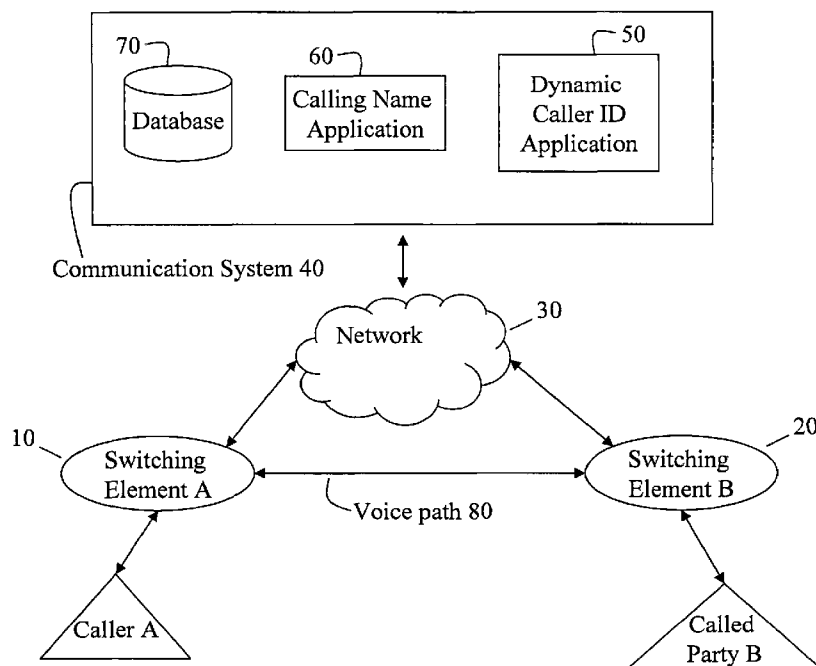 70
60
50
Database
Calling Name
Application
Dynamic
Caller ID
Application
Communication System 40
Network
30
10
20
Switching
Element A
Switching
Element B
Voice path 80
Caller A
Called
Party B